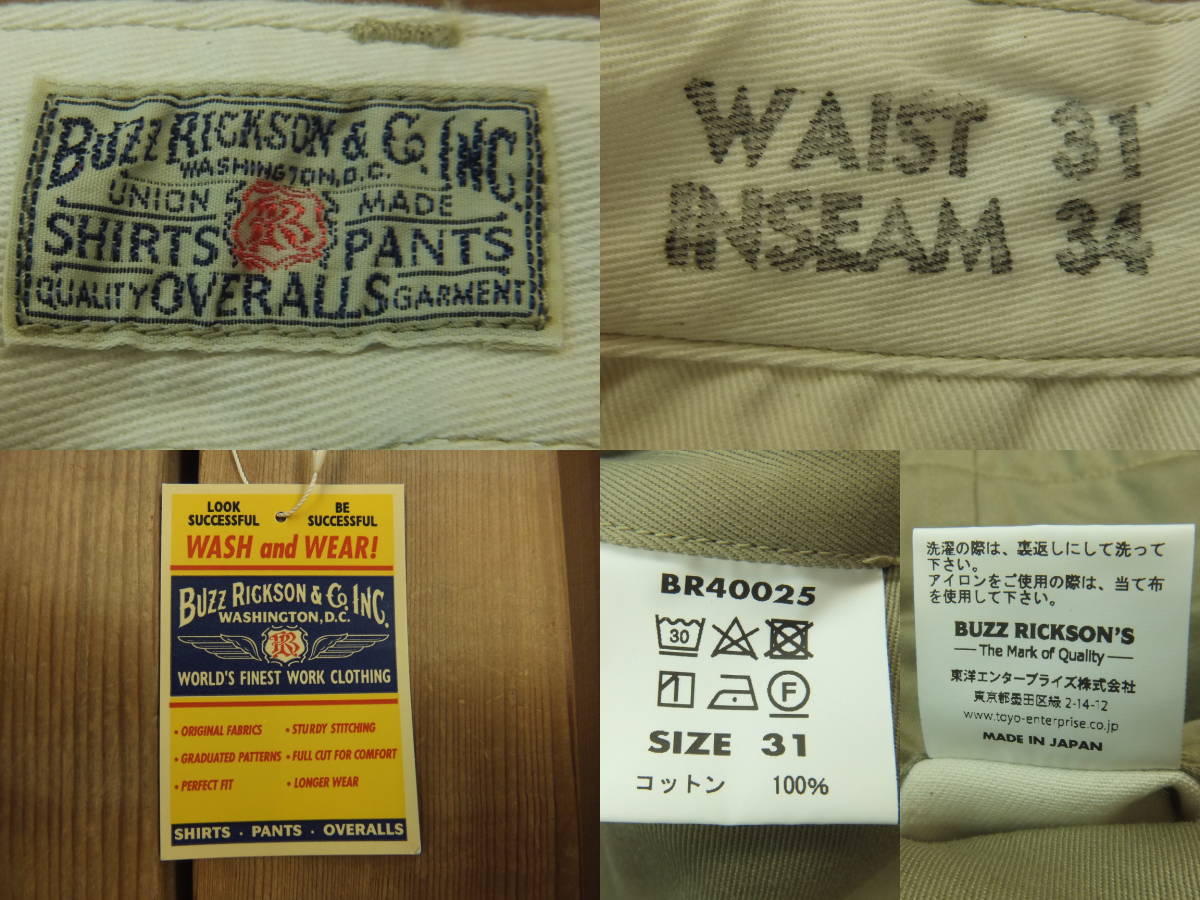 BUZZ RICKSON & CO. INC.
WASHINGTON, D.C.
UNION MADE
SHIRTS PANTS
QUALITY OVERALLS GARMENT
WAIST 31
INSEAM 34
LOOK SUCCESSFUL
BE SUCCESSFUL
WASH and WEAR!
BUZZ RICKSON & CO. INC.
WASHINGTON, D.C.
WORLD'S FINEST WORK CLOTHING
• ORIGINAL FABRICS • STURDY STITCHING
• GRADUATED PATTERNS • FULL CUT FOR COMFORT
• PERFECT FIT • LONGER WEAR
SHIRTS · PANTS · OVERALLS
BR40025
30
F
SIZE 31
コットン 100%
洗濯の際は、裏返しにして洗って
下さい。
アイロンをご使用の際は、当て布
を使用して下さい。
BUZZ RICKSON'S
The Mark of Quality
東洋エンタープライズ株式会社
東京都墨田区緑 2-14-12
www.toyo-enterprise.co.jp
MADE IN JAPAN